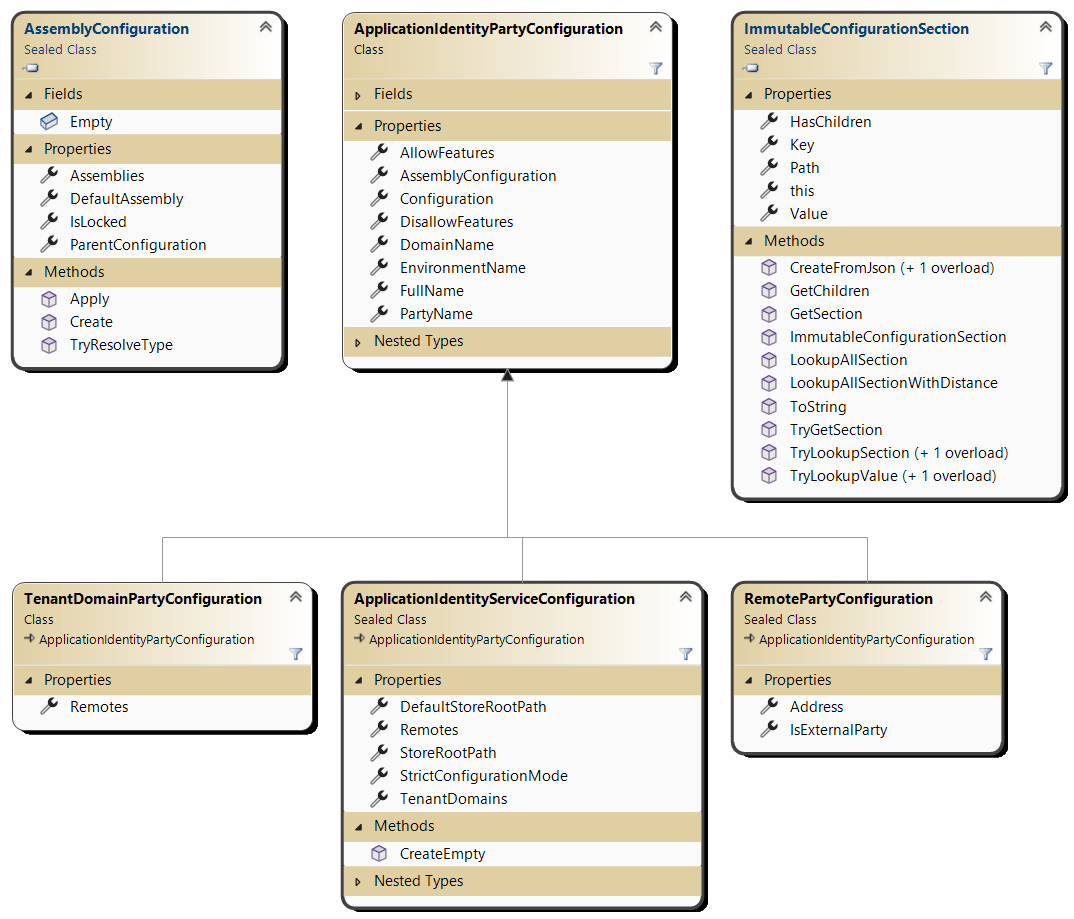 AssemblyConfiguration
Sealed Class
Fields
Empty
Properties
Assemblies
DefaultAssembly
IsLocked
ParentConfiguration
Methods
Apply
Create
TryResolveType
ApplicationIdentityPartyConfiguration
Class
Fields
Properties
AllowFeatures
AssemblyConfiguration
Configuration
DisallowFeatures
DomainName
EnvironmentName
FullName
PartyName
Nested Types
ImmutableConfigurationSection
Sealed Class
Properties
HasChildren
Key
Path
this
Value
Methods
CreateFromJson (+ 1 overload)
GetChildren
GetSection
ImmutableConfigurationSection
LookupAllSection
LookupAllSectionWithDistance
ToString
TryGetSection
TryLookupSection (+ 1 overload)
TryLookupValue (+ 1 overload)
TenantDomainPartyConfiguration
Class
ApplicationIdentityPartyConfiguration
Properties
Remotes
ApplicationIdentityServiceConfiguration
Sealed Class
ApplicationIdentityPartyConfiguration
Properties
DefaultStoreRootPath
Remotes
StoreRootPath
StrictConfigurationMode
TenantDomains
Methods
CreateEmpty
Nested Types
RemotePartyConfiguration
Sealed Class
ApplicationIdentityPartyConfiguration
Properties
Address
IsExternalParty